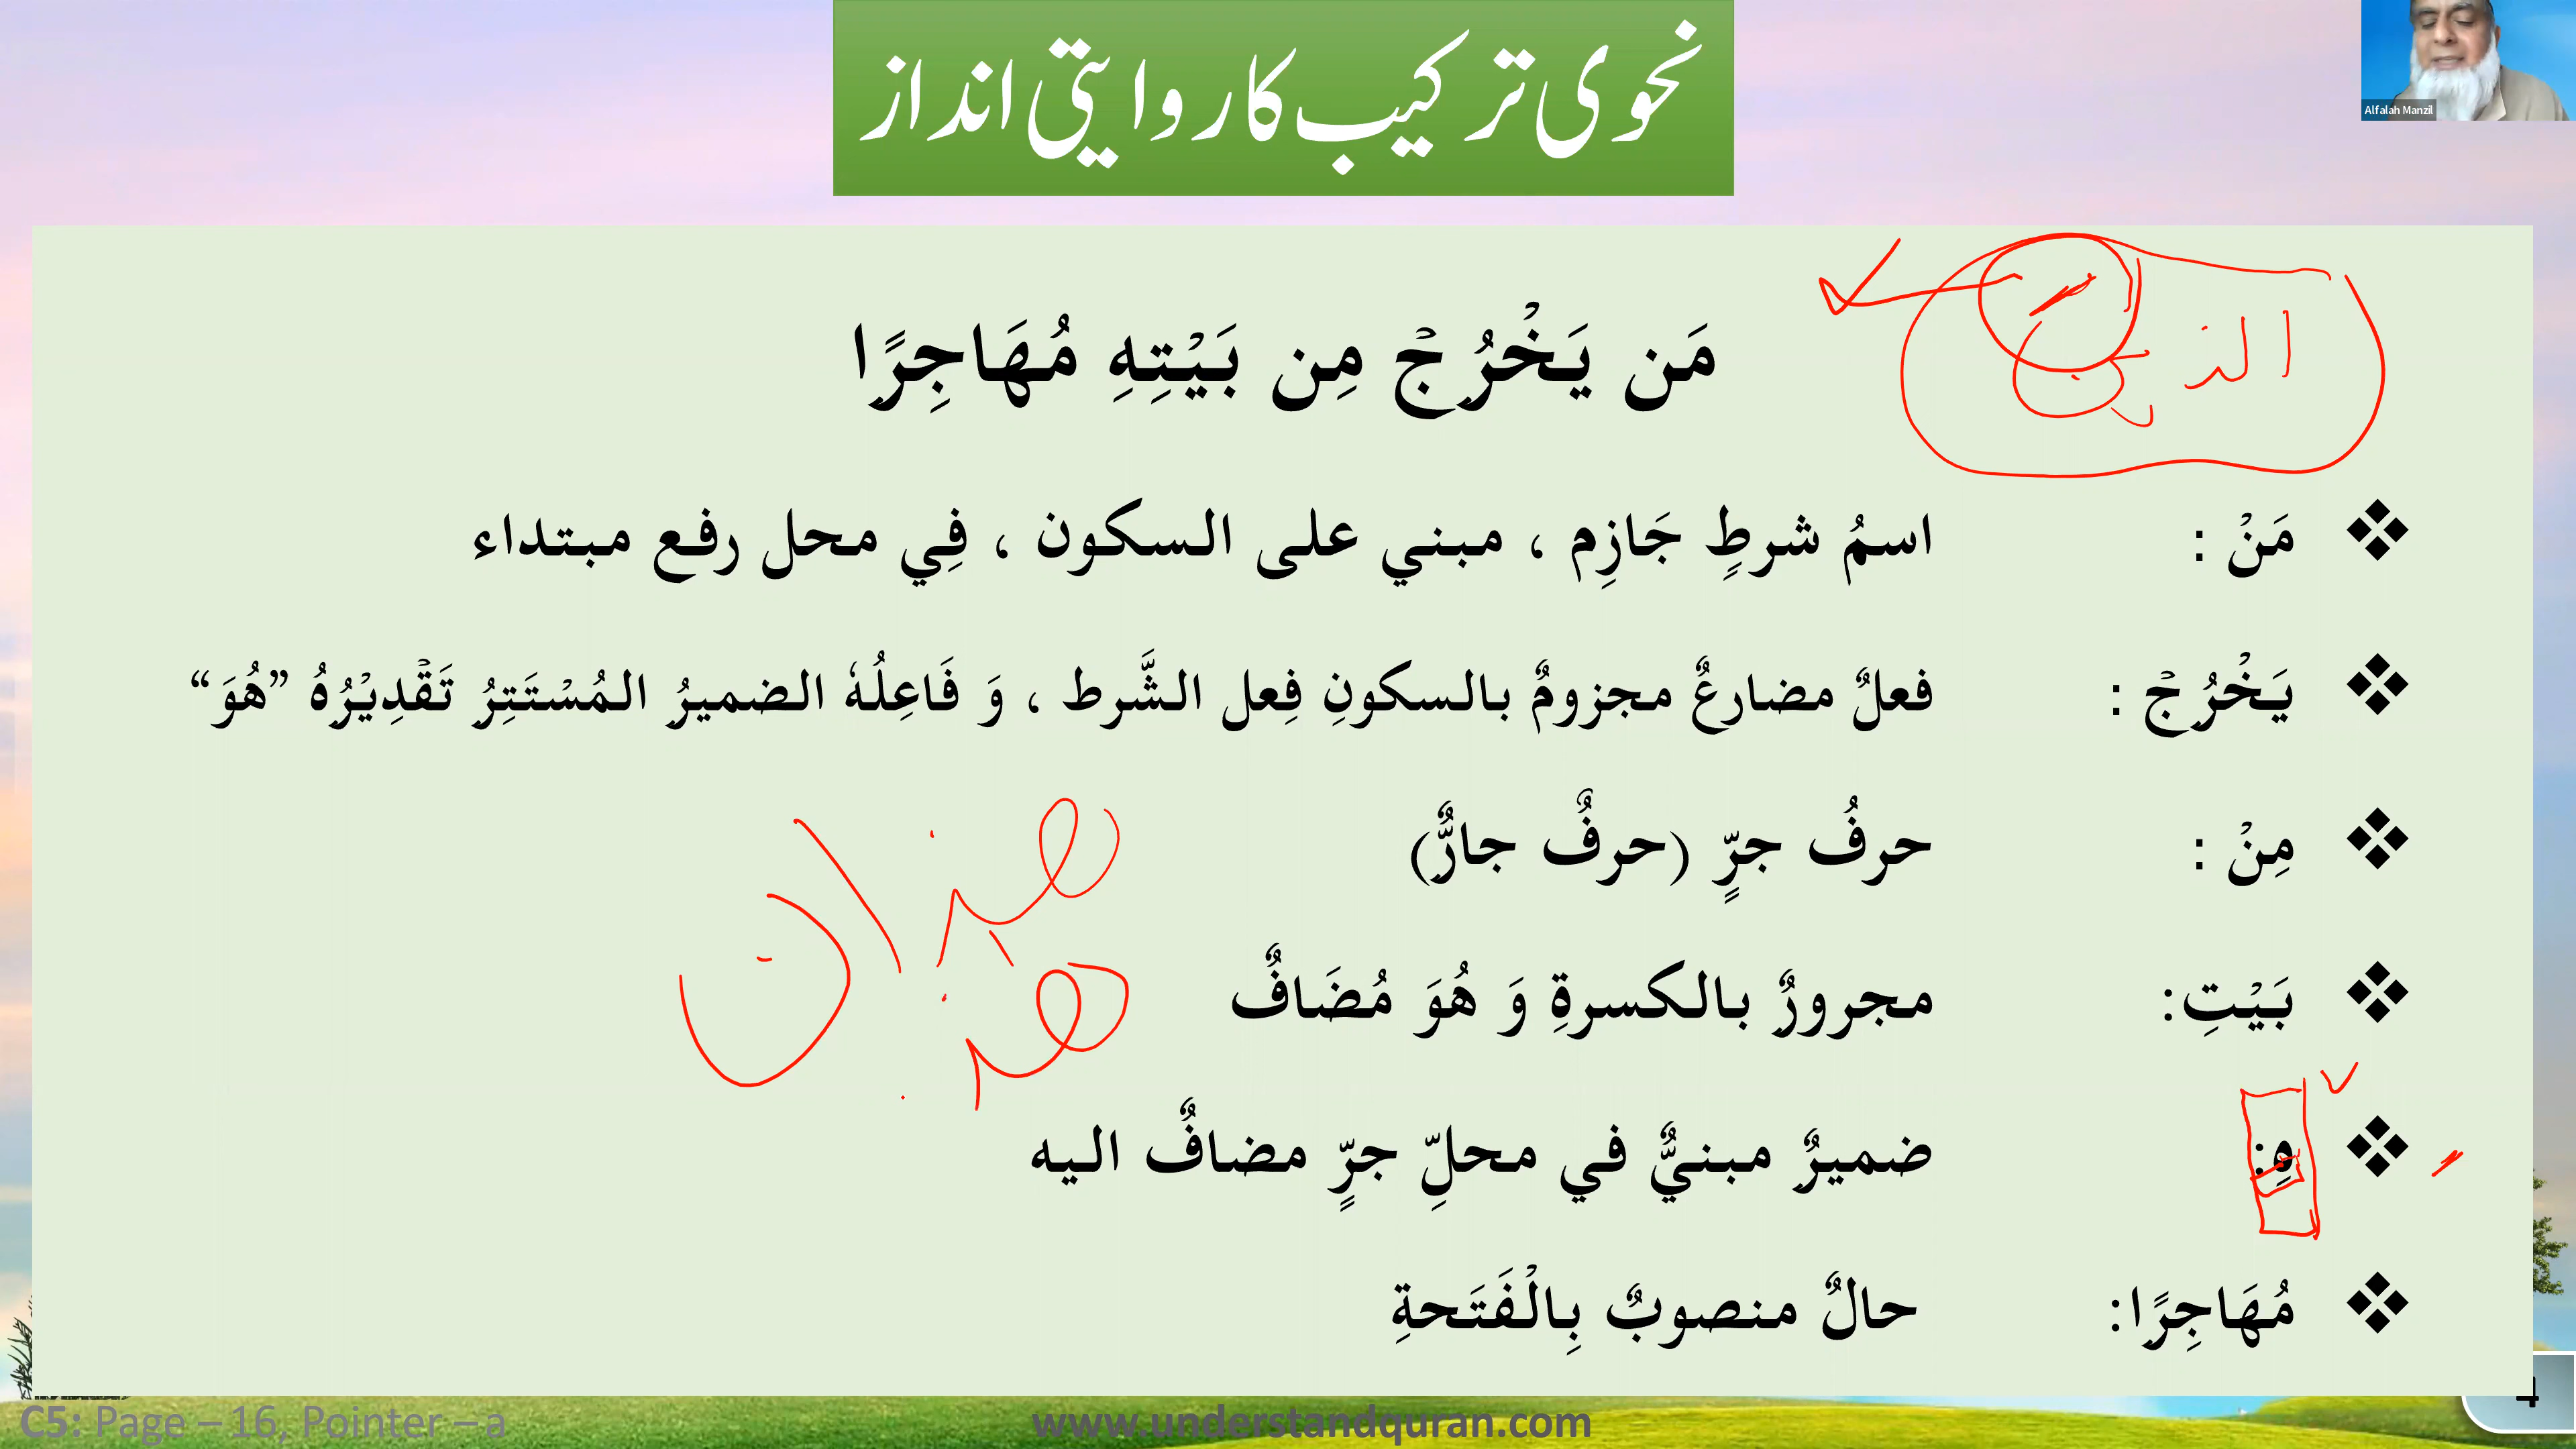 نحوی ترکیب کا روایتی انداز
Alfalah Manzil
مَن يَخْرُجْ مِن بَيْتِهِ مُهَاجِرًا
❖ مَنْ : اسمُ شرطٍ جَازِم ، مبني على السكون ، فِي محل رفع مبتداء
❖ يَخْرُجْ : فعلٌ مضارعٌ مجزومٌ بالسكونِ فِعل الشَّرط ، وَ فَاعِلُهٗ الضميرُ المُسْتَتِرُ تَقْدِيْرُهُ ”هُوَ“
❖ مِنْ : حرفُ جرٍّ (حرفٌ جارٌّ)
❖ بَيْتِ: مجرورٌ بالكسرةِ وَ هُوَ مُضَافٌ
❖ هِ: ضميرٌ مبنيٌّ في محلِّ جرٍّ مضافٌ اليه
❖ مُهَاجِرًا: حالٌ منصوبٌ بِالْفَتَحةِ
C5: Page – 16, Pointer – a
www.understandquran.com
4